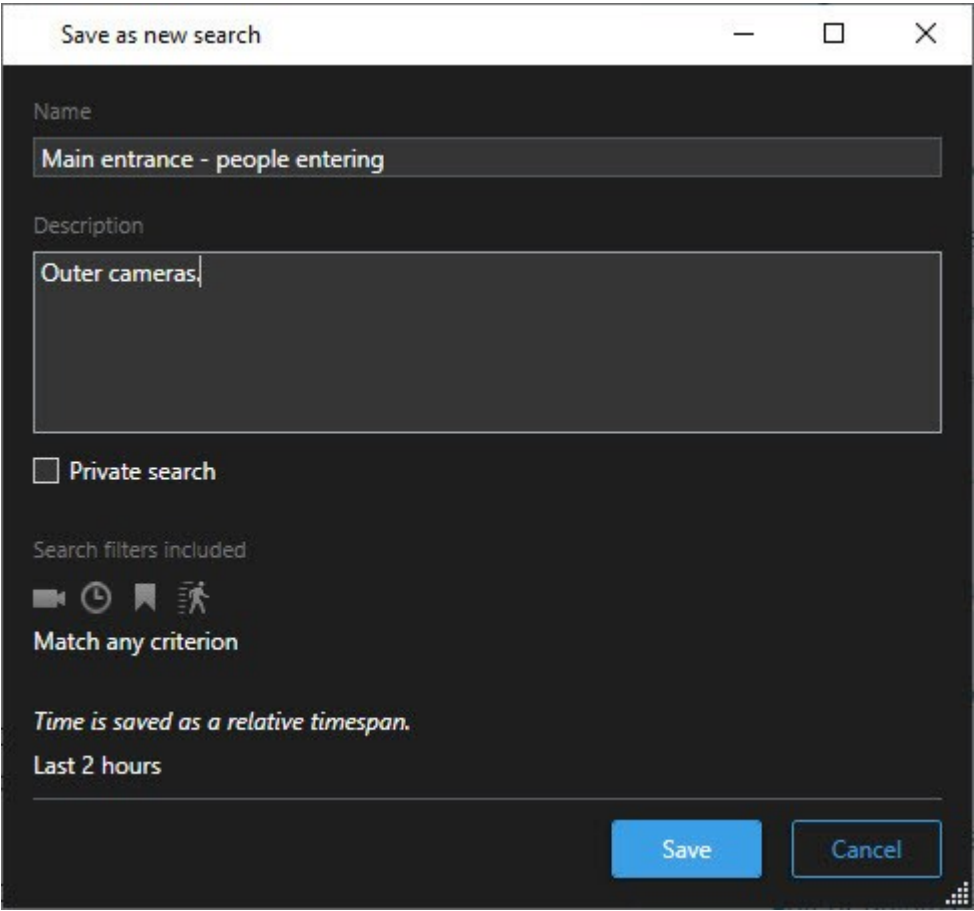 Save as new search
Name
Main entrance - people entering
Description
Outer cameras.
Private search
Search filters included
Match any criterion
Time is saved as a relative timespan.
Last 2 hours
Save
Cancel